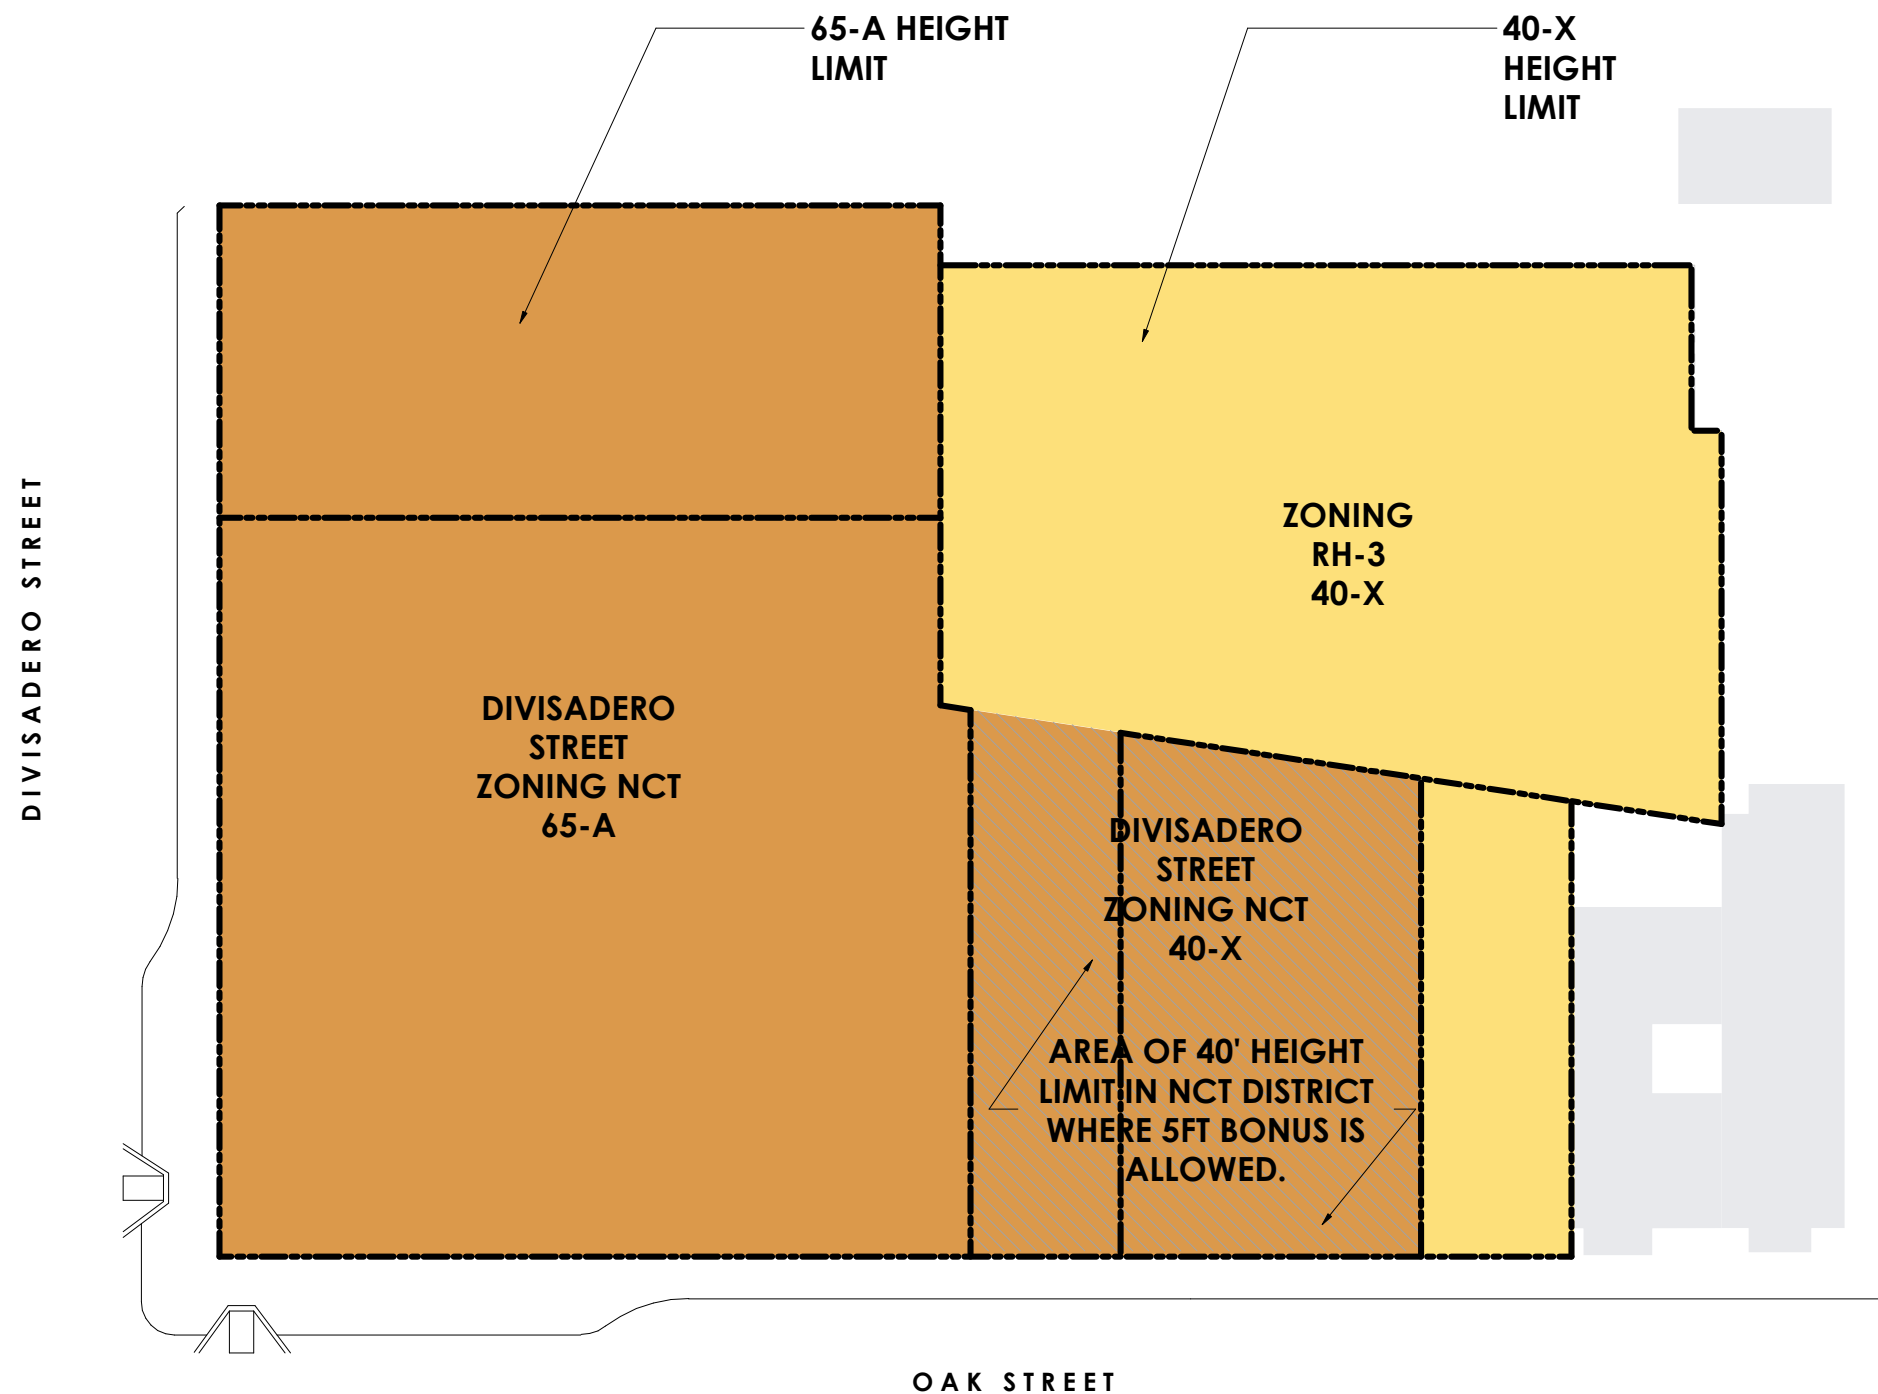 65-A HEIGHT
LIMIT
40-X
HEIGHT
LIMIT
DIVISADERO STREET
ZONING
RH-3
40-X
DIVISADERO
STREET
ZONING NCT
65-A
DIVISADERO
STREET
ZONING NCT
40-X
AREA OF 40' HEIGHT
LIMIT IN NCT DISTRICT
WHERE 5FT BONUS IS
ALLOWED.
OAK STREET